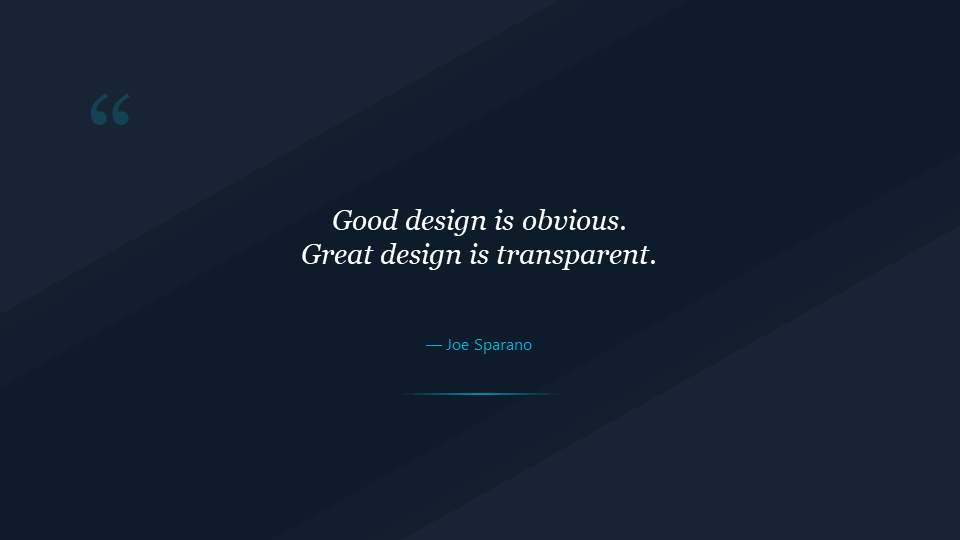 “
Good design is obvious.
Great design is transparent.
— Joe Sparano